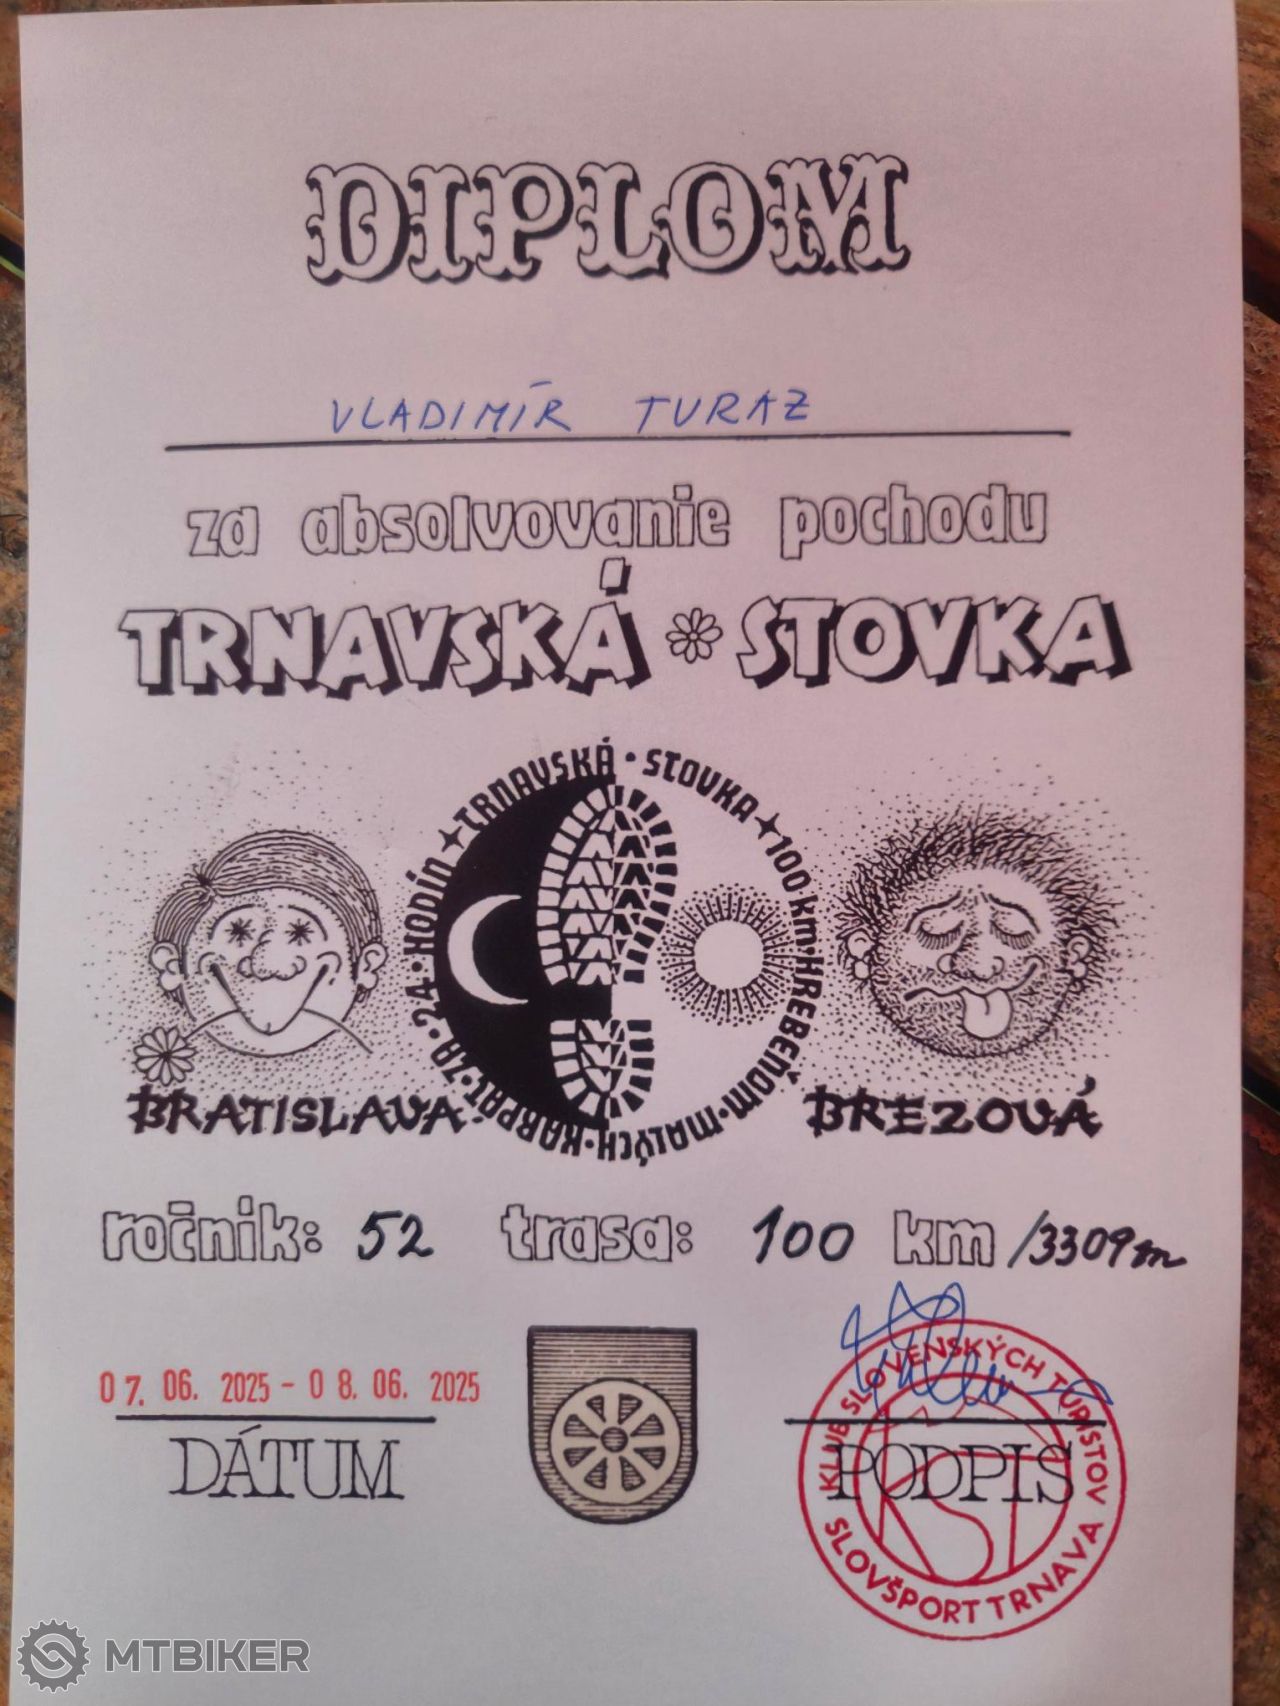 DIPLOM
VLADIMÍR TURAZ
za absolvovanie pochodu
TRNAVSKÁ STOVKA
TRNAVSKÁ · STOVKA 100 km · HREBEŇOM · MALÝCH · KARPÁT · ZA · 24 · HODÍN
BRATISLAVA
BREZOVÁ
ročník: 52 trasa: 100 km /3309m
07. 06. 2025 - 08. 06. 2025
DÁTUM
PODPIS
KLUB SLOVENSKÝCH TURISTOV
KST
SLOVŠPORT TRNAVA
MTBIKER